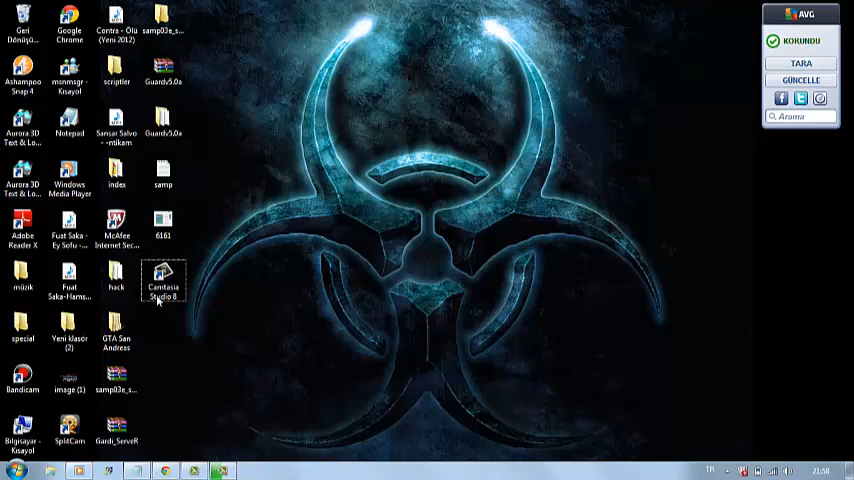 Geri
Dönüşü...
Google
Chrome
Contra - Ölü
(Yeni 2012)
samp03e_s...
Ashampoo
Snap 4
msnmsgr -
Kısayol
scriptler
Guardv5.0a
Aurora 3D
Text & Lo...
Notepad
Sansar Salvo
- -ntikam
Guardv5.0a
Aurora 3D
Text & Lo...
Windows
Media Player
index
samp
Adobe
Reader X
Fuat Saka -
Ey Sofu -...
McAfee
Internet Sec...
6161
müzik
Fuat
Saka-Hams...
hack
Camtasia
Studio 8
special
Yeni klasör
(2)
GTA San
Andreas
Bandicam
image (1)
samp03e_s...
Bilgisayar -
Kısayol
SplitCam
Gardi_ServeR
AVG
KORUNDU
TARA
GÜNCELLE
Arama
TR
21:58